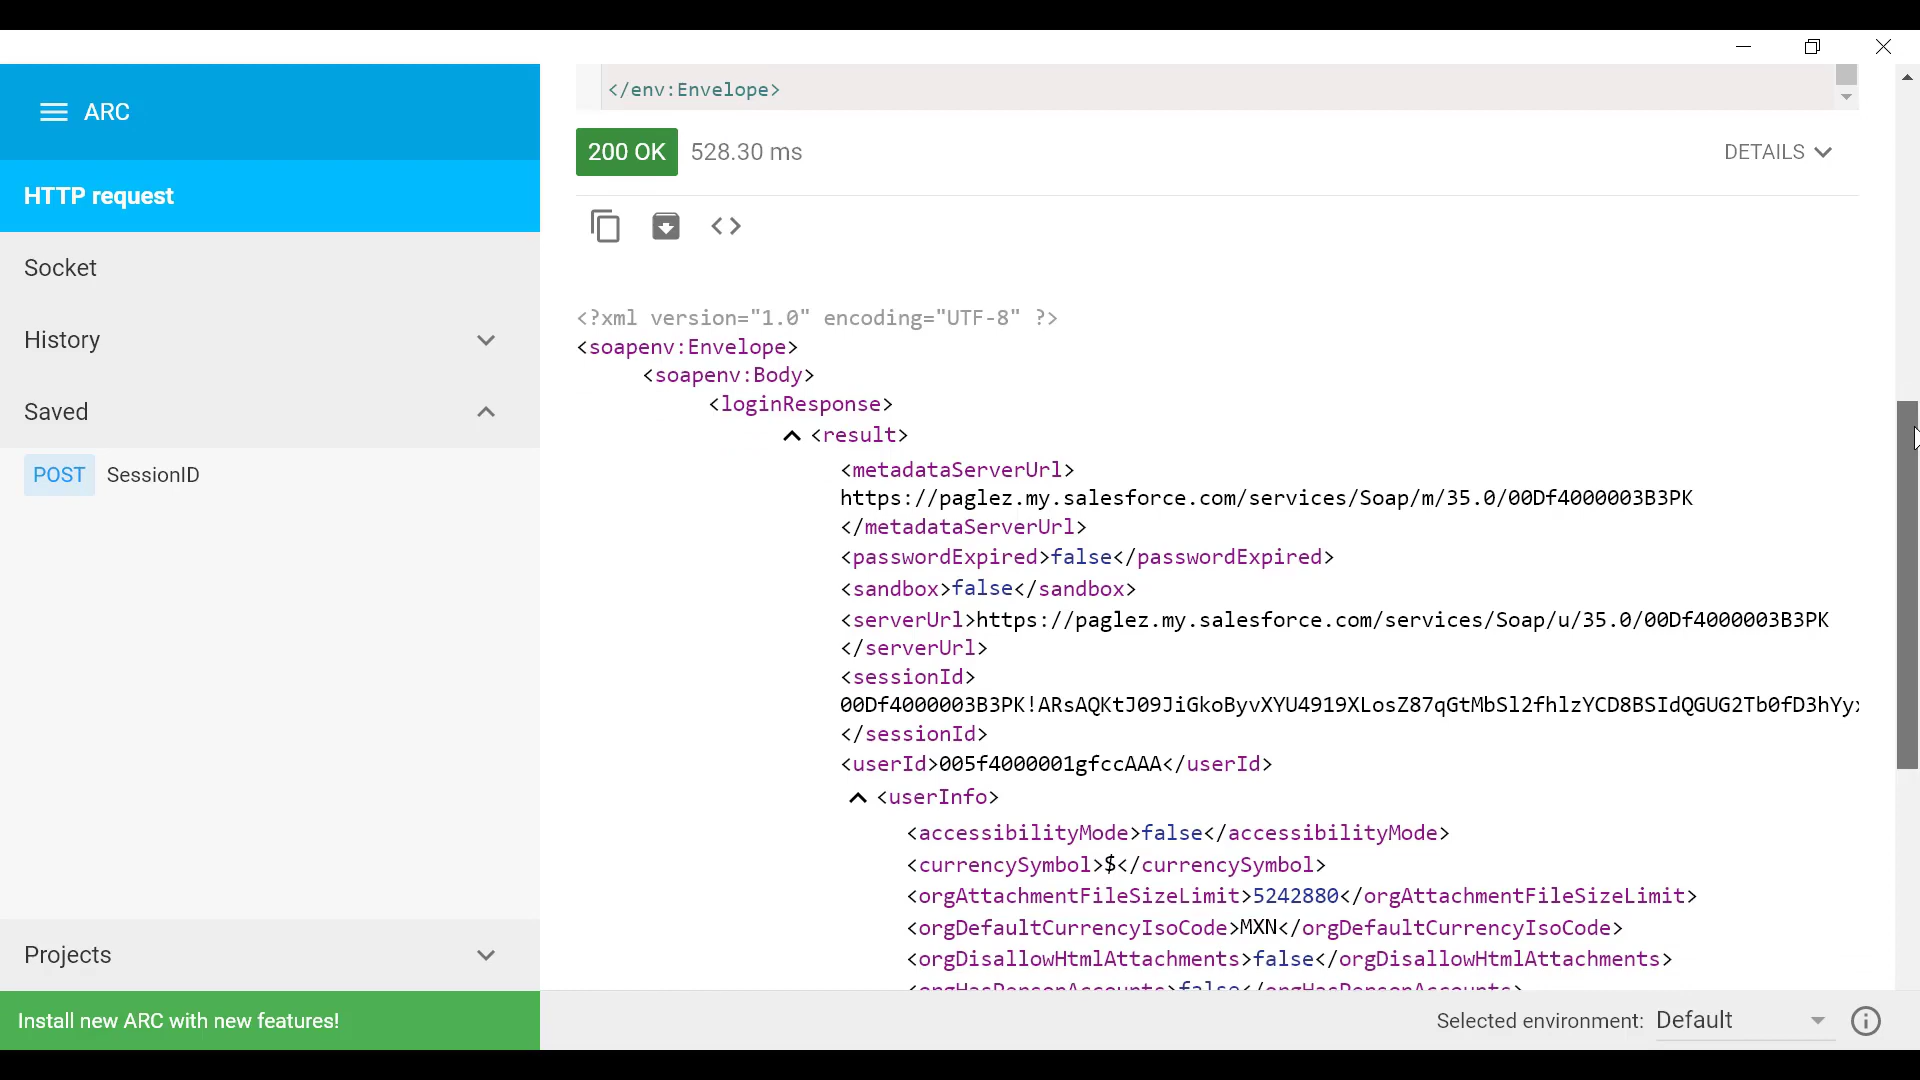 </env:Envelope>
ARC
200 OK 528.30 ms DETAILS
HTTP request
Socket
History
Saved
POST SessionID
Projects
Install new ARC with new features!
<?xml version="1.0" encoding="UTF-8" ?>
<soapenv:Envelope>
<soapenv:Body>
<loginResponse>
<result>
<metadataServerUrl>
https://paglez.my.salesforce.com/services/Soap/m/35.0/00Df4000003B3PK
</metadataServerUrl>
<passwordExpired>false</passwordExpired>
<sandbox>false</sandbox>
<serverUrl>https://paglez.my.salesforce.com/services/Soap/u/35.0/00Df4000003B3PK
</serverUrl>
<sessionId>
00Df4000003B3PK!ARsAQKtJ09JiGkoByvXYU4919XLosZ87qGtMbSl2fhlzYCD8BSIdQGUG2Tb0fD3hYy
</sessionId>
<userId>005f4000001gfccAAA</userId>
<userInfo>
<accessibilityMode>false</accessibilityMode>
<currencySymbol>$</currencySymbol>
<orgAttachmentFileSizeLimit>5242880</orgAttachmentFileSizeLimit>
<orgDefaultCurrencyIsoCode>MXN</orgDefaultCurrencyIsoCode>
<orgDisallowHtmlAttachments>false</orgDisallowHtmlAttachments>
<orgHasPersonAccounts>false</orgHasPersonAccounts>
Selected environment: Default